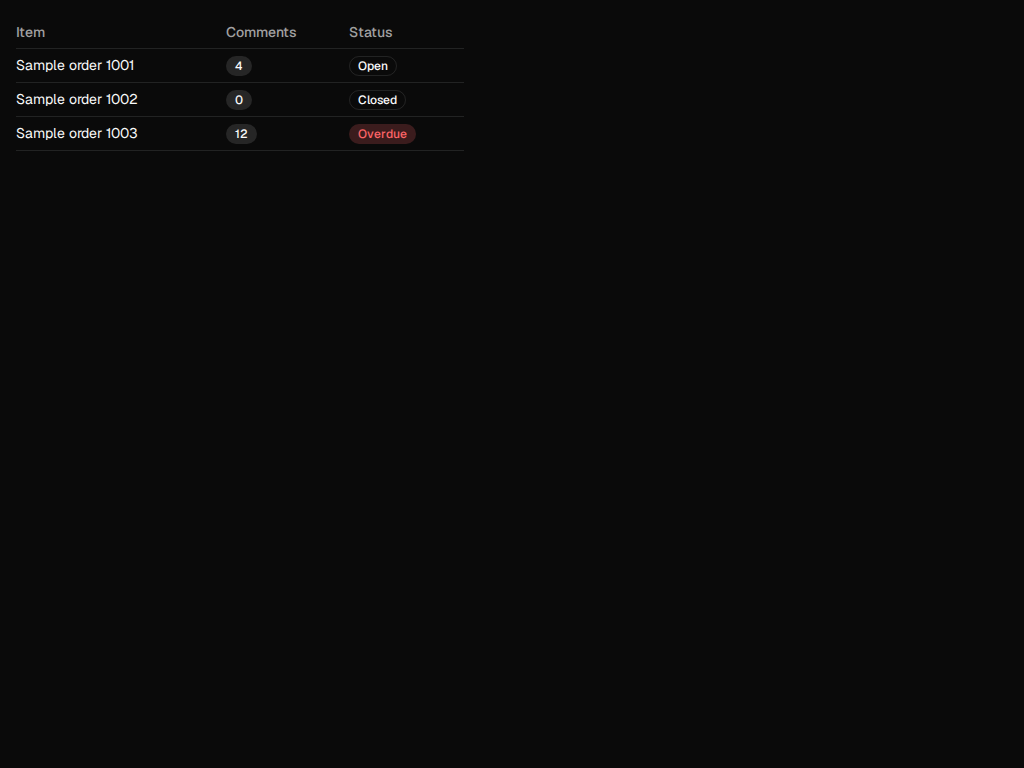 Item Comments Status
Sample order 1001 4 Open
Sample order 1002 0 Closed
Sample order 1003 12 Overdue